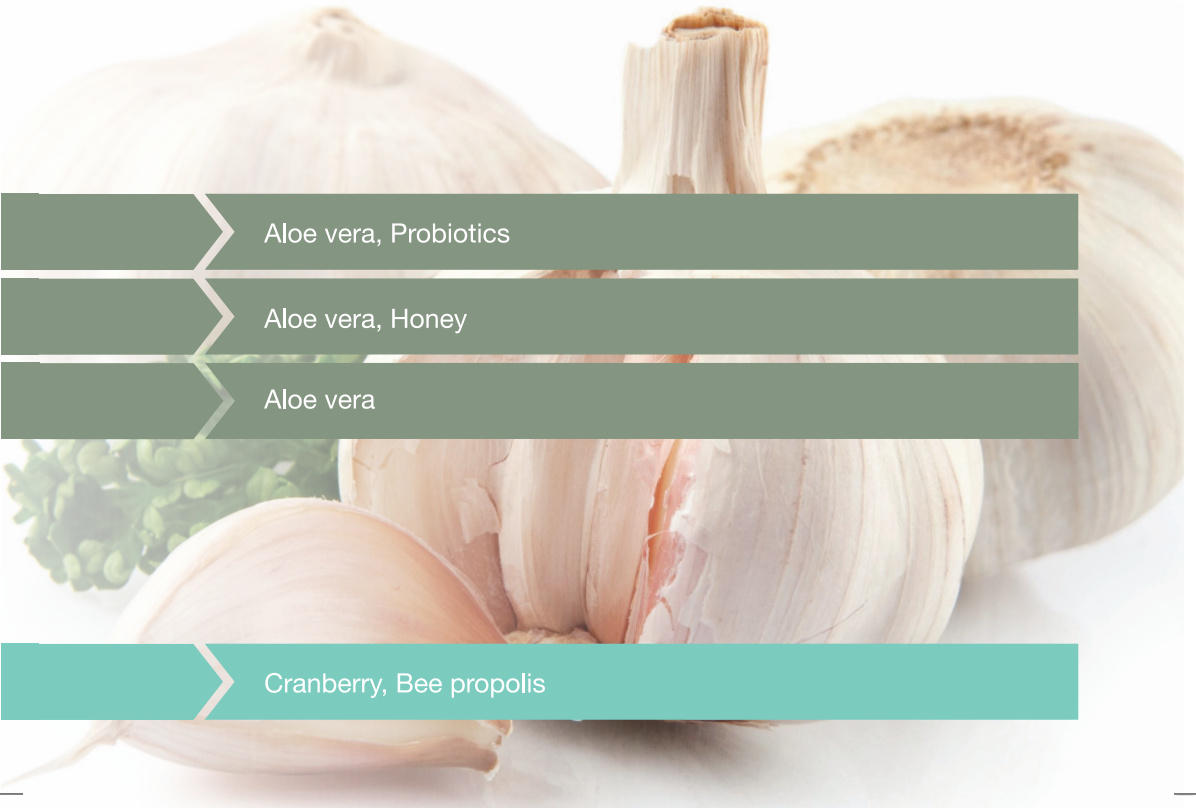 Aloe vera, Probiotics
Aloe vera, Honey
Aloe vera
Cranberry, Bee propolis